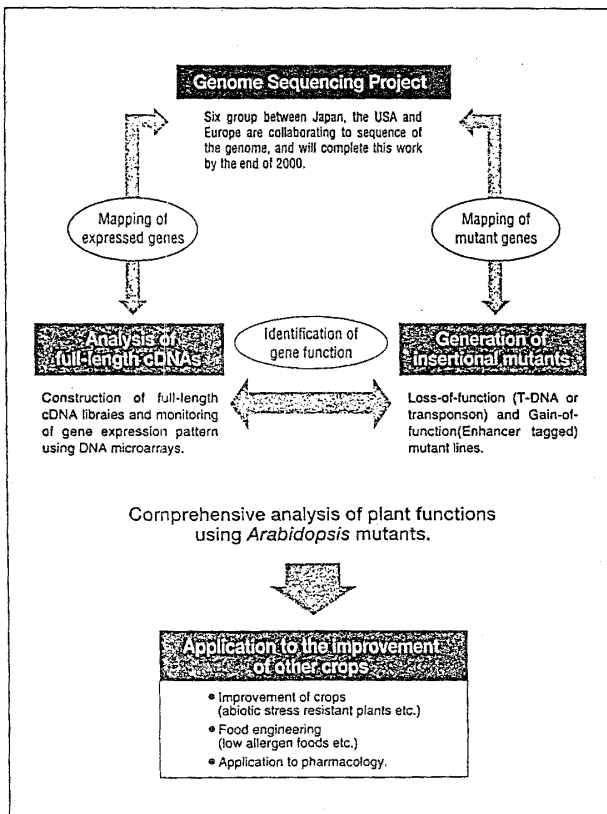 Genome Sequencing Project
Six group between Japan, the USA and
Europe are collaborating to sequence of
the genome, and will complete this work
by the end of 2000.
Mapping of
expressed genes
Mapping of
mutant genes
Analysis of
full-length cDNAs
Identification of
gene function
Generation of
insertional mutants
Construction of full-length
cDNA libraies and monitoring
of gene expression pattern
using DNA microarrays.
Loss-of-function (T-DNA or
transponson) and Gain-of-
function(Enhancer tagged)
mutant lines.
Comprehensive analysis of plant functions
using Arabidopsis mutants.
Application to the improvement
of other crops
• Improvement of crops
(abiotic stress resistant plants etc.)
• Food engineering
(low allergen foods etc.)
• Application to pharmacology.